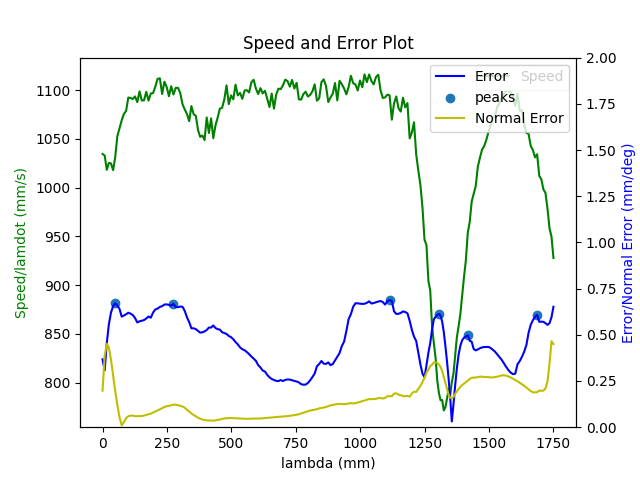 Speed and Error Plot
Speed/lamdot (mm/s)
1100
1050
1000
950
900
850
800
Error
Speed
peaks
Normal Error
2.00
1.75
1.50
1.25
1.00
0.75
0.50
0.25
0.00
Error/Normal Error (mm/deg)
0 250 500 750 1000 1250 1500 1750
lambda (mm)